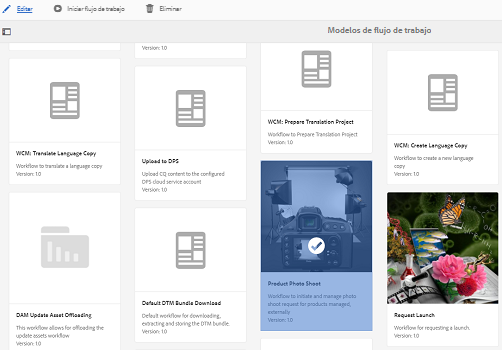 Editar
Iniciar flujo de trabajo
Eliminar
Modelos de flujo de trabajo
WCM: Translate Language Copy
Workflow to translate a language copy
Version: 1.0
DAM Update Asset Offloading
This workflow allows for offloading the
update assets workflow
Version: 1.0
Version: 1.0
Upload to DPS
Upload CQ content to the configured
DPS cloud service account
Version: 1.0
Default DTM Bundle Download
Default workflow for downloading,
extracting and storing the DTM bundle.
Version: 1.0
WCM: Prepare Translation Project
Workflow to Prepare Translation Project
Version: 1.0
Product Photo Shoot
Workflow to initiate and manage photo
shoot request for products managed,
externally
Version: 1.0
WCM: Create Language Copy
Workflow to create a new language
copy
Version: 1.0
Request Launch
Workflow for requesting a launch.
Version: 1.0